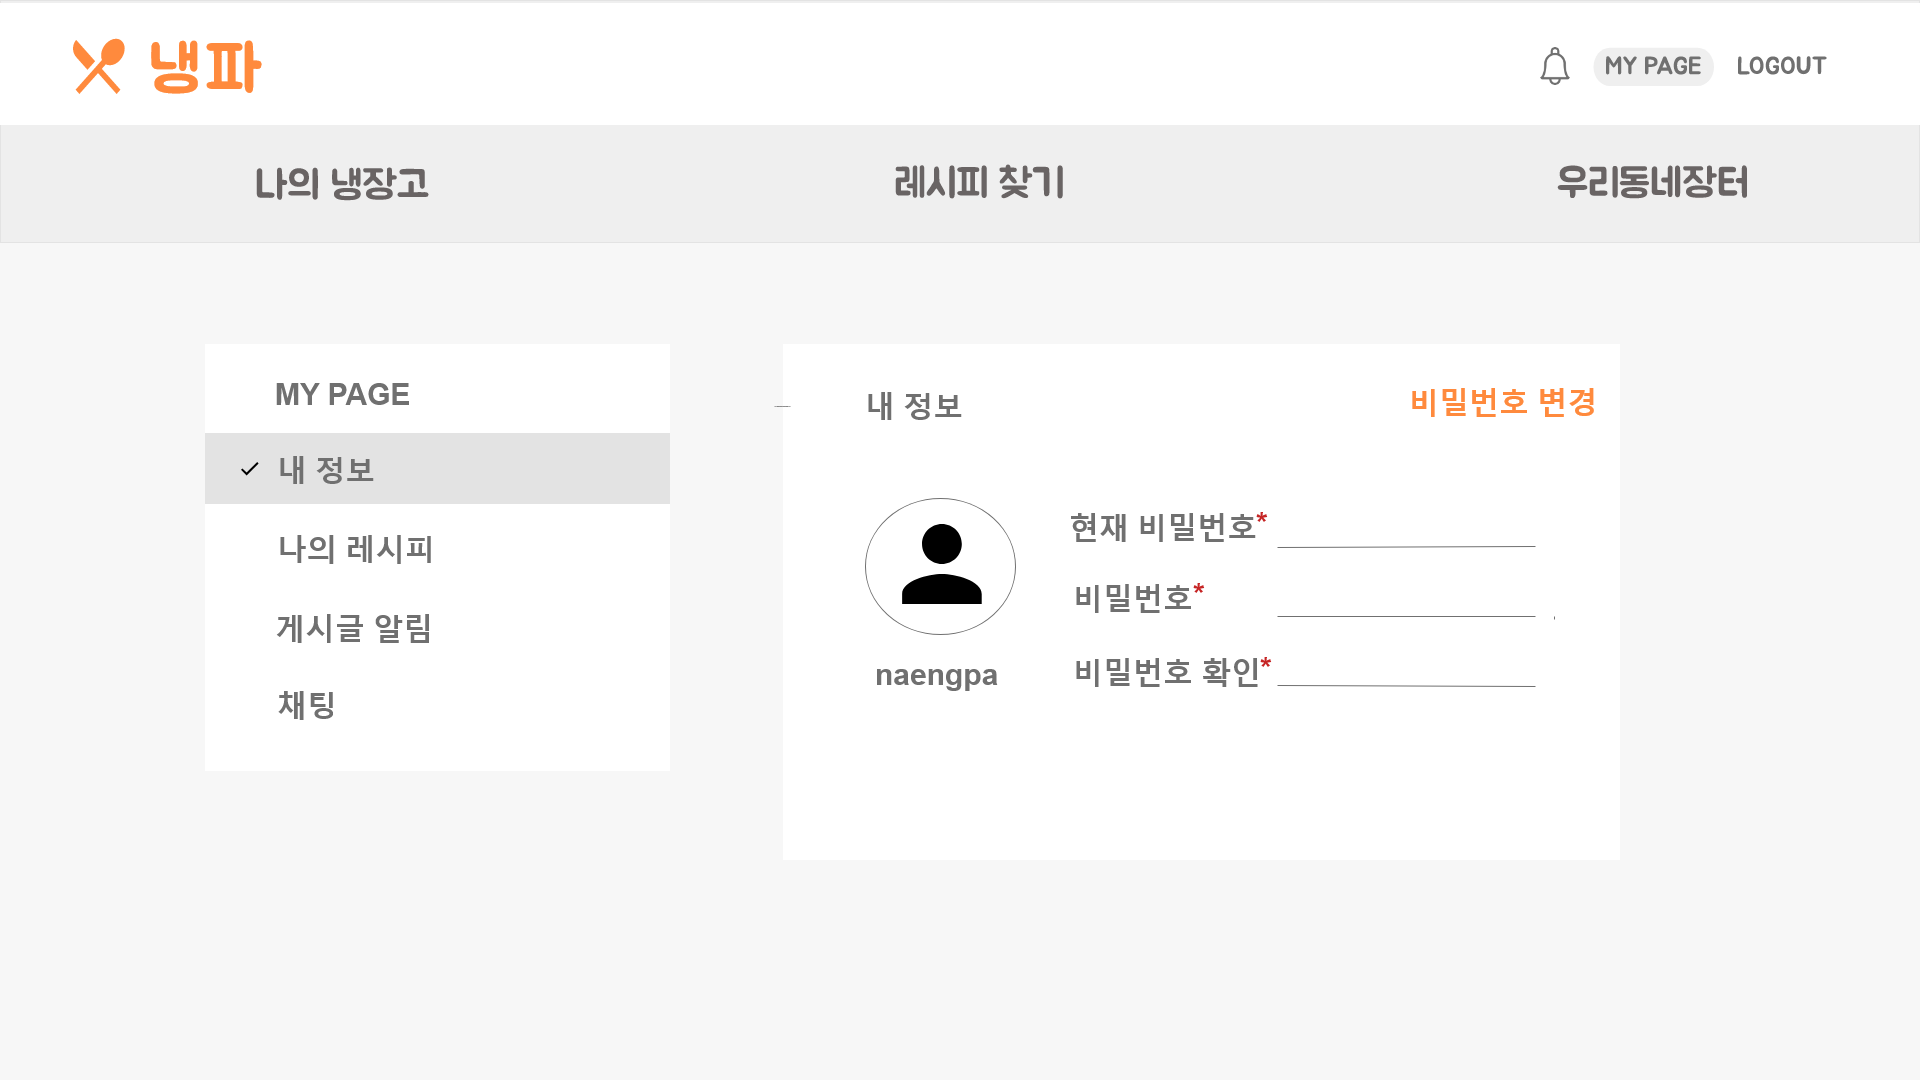 냉파
MY PAGE
LOGOUT
나의 냉장고
레시피 찾기
우리동네장터
MY PAGE
내 정보
나의 레시피
게시글 알림
채팅
내 정보
비밀번호 변경
naengpa
현재 비밀번호*
비밀번호*
비밀번호 확인*